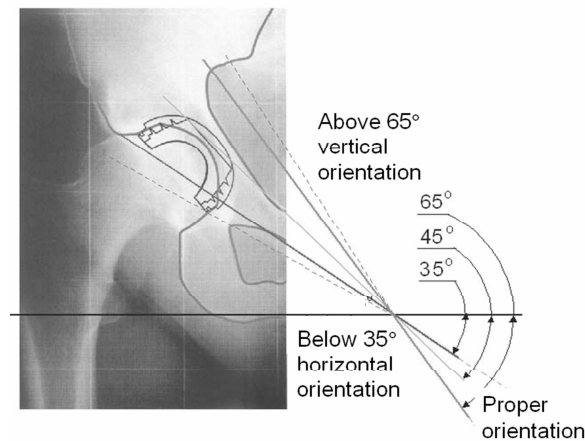 Above 65°
vertical
orientation
65°
45°
35°
Below 35°
horizontal
orientation
Proper
orientation